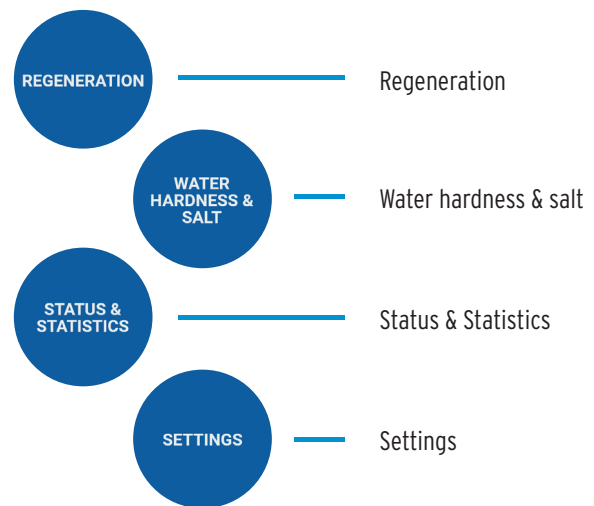 REGENERATION
Regeneration
WATER
HARDNESS &
SALT
Water hardness & salt
STATUS &
STATISTICS
Status & Statistics
SETTINGS
Settings